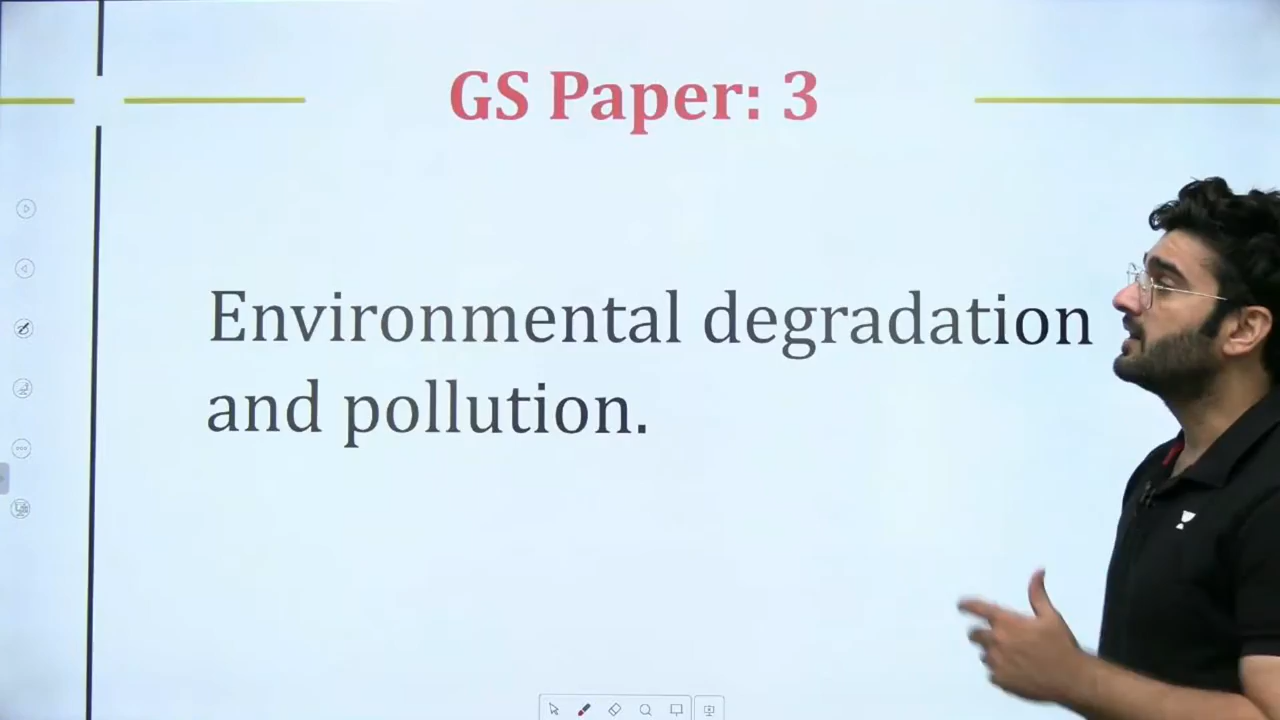 GS Paper: 3
Environmental degradation
and pollution.